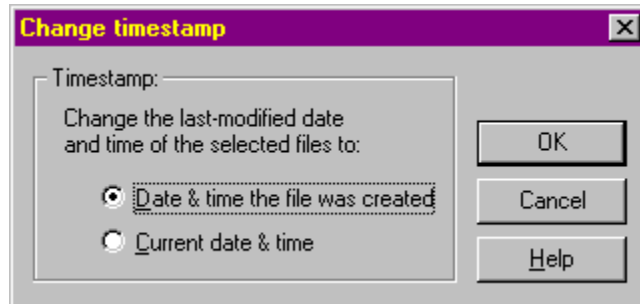 Change timestamp
Timestamp:
Change the last-modified date
and time of the selected files to:
Date & time the file was created
Current date & time
OK
Cancel
Help